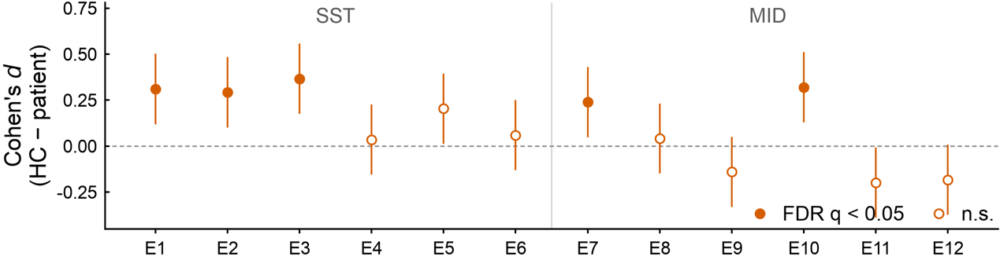 SST
MID
Cohen's d
(HC − patient)
0.75
0.50
0.25
0.00
-0.25
FDR q < 0.05
n.s.
E1 E2 E3 E4 E5 E6 E7 E8 E9 E10 E11 E12